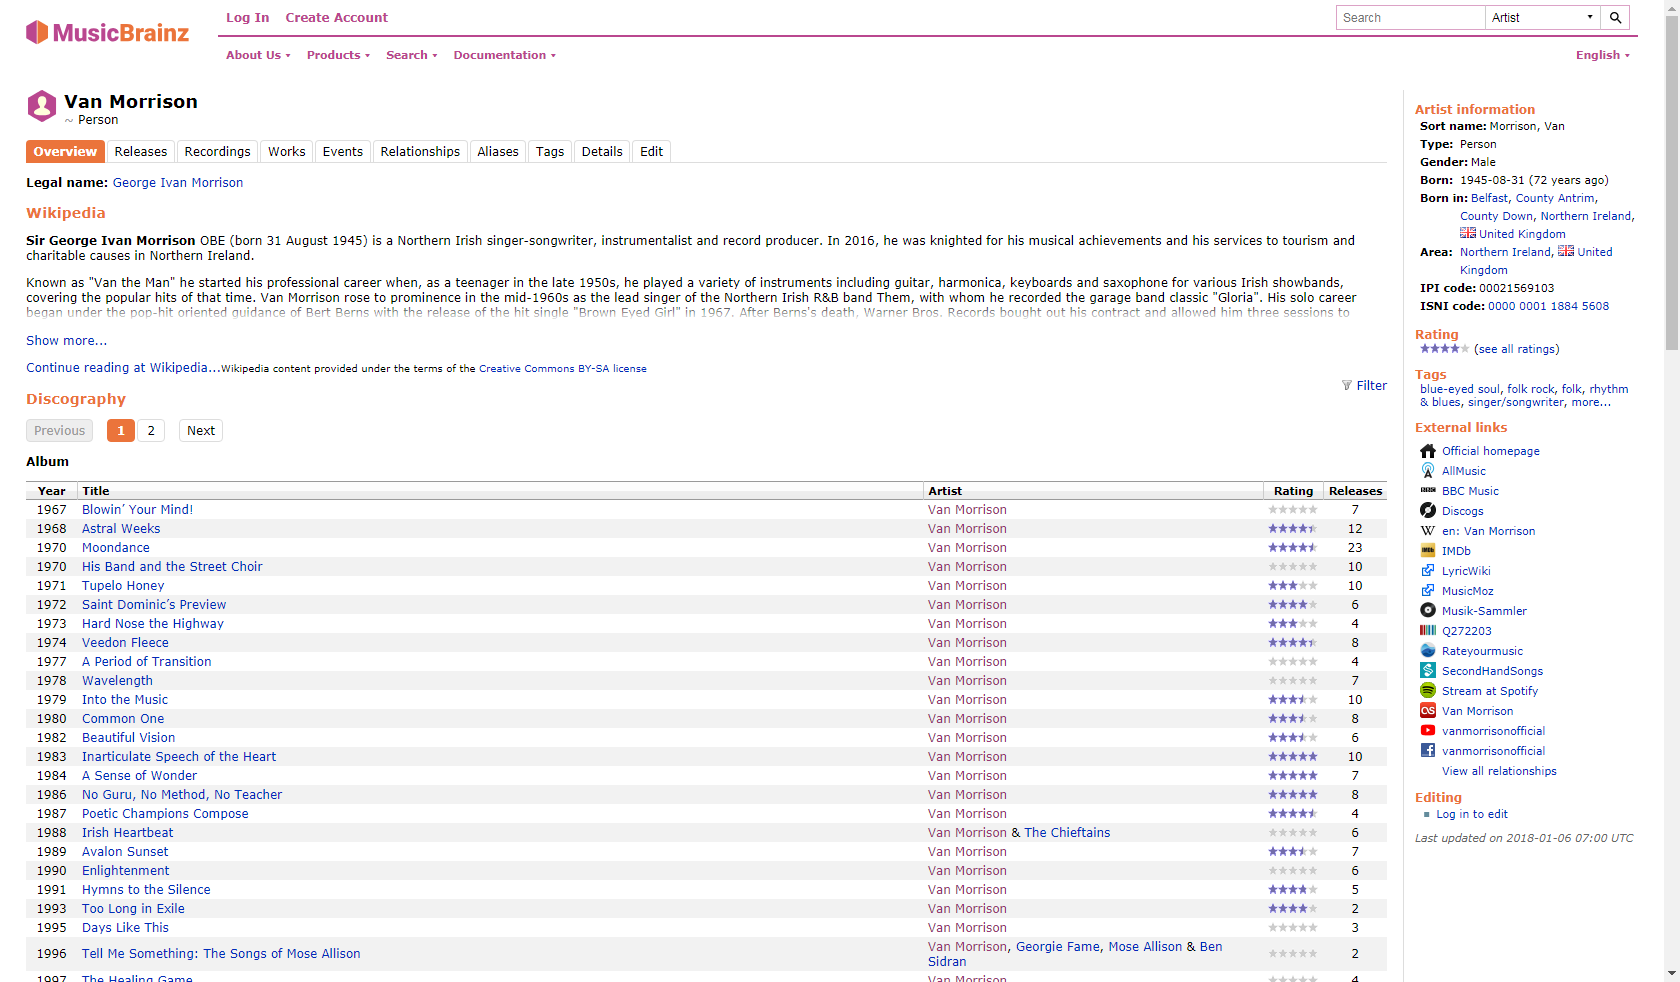 MusicBrainz
Log In Create Account
Search Artist
About Us Products Search Documentation English
Van Morrison
~ Person
Overview Releases Recordings Works Events Relationships Aliases Tags Details Edit
Legal name: George Ivan Morrison
Wikipedia
Sir George Ivan Morrison OBE (born 31 August 1945) is a Northern Irish singer-songwriter, instrumentalist and record producer. In 2016, he was knighted for his musical achievements and his services to tourism and
charitable causes in Northern Ireland.
Known as "Van the Man" he started his professional career when, as a teenager in the late 1950s, he played a variety of instruments including guitar, harmonica, keyboards and saxophone for various Irish showbands,
covering the popular hits of that time. Van Morrison rose to prominence in the mid-1960s as the lead singer of the Northern Irish R&B band Them, with whom he recorded the garage band classic "Gloria". His solo career
began under the pop-hit oriented guidance of Bert Berns with the release of the hit single "Brown Eyed Girl" in 1967. After Berns's death, Warner Bros. Records bought out his contract and allowed him three sessions to
Show more...
Continue reading at Wikipedia...Wikipedia content provided under the terms of the Creative Commons BY-SA license
Filter
Discography
Previous 1 2 Next
Album
Year Title Artist Rating Releases
1967 Blowin’ Your Mind! Van Morrison 7
1968 Astral Weeks Van Morrison 12
1970 Moondance Van Morrison 23
1970 His Band and the Street Choir Van Morrison 10
1971 Tupelo Honey Van Morrison 10
1972 Saint Dominic’s Preview Van Morrison 6
1973 Hard Nose the Highway Van Morrison 4
1974 Veedon Fleece Van Morrison 8
1977 A Period of Transition Van Morrison 4
1978 Wavelength Van Morrison 7
1979 Into the Music Van Morrison 10
1980 Common One Van Morrison 8
1982 Beautiful Vision Van Morrison 6
1983 Inarticulate Speech of the Heart Van Morrison 10
1984 A Sense of Wonder Van Morrison 7
1986 No Guru, No Method, No Teacher Van Morrison 8
1987 Poetic Champions Compose Van Morrison 4
1988 Irish Heartbeat Van Morrison & The Chieftains 6
1989 Avalon Sunset Van Morrison 7
1990 Enlightenment Van Morrison 6
1991 Hymns to the Silence Van Morrison 5
1993 Too Long in Exile Van Morrison 2
1995 Days Like This Van Morrison 3
1996 Tell Me Something: The Songs of Mose Allison Van Morrison, Georgie Fame, Mose Allison & Ben
Sidran 2
1997 The Healing Game Van Morrison 4
Artist information
Sort name: Morrison, Van
Type: Person
Gender: Male
Born: 1945-08-31 (72 years ago)
Born in: Belfast, County Antrim,
County Down, Northern Ireland,
United Kingdom
Area: Northern Ireland, United
Kingdom
IPI code: 00021569103
ISNI code: 0000 0001 1884 5608
Rating
(see all ratings)
Tags
blue-eyed soul, folk rock, folk, rhythm
& blues, singer/songwriter, more...
External links
Official homepage
AllMusic
BBC Music
Discogs
W en: Van Morrison
IMDb IMDb
LyricWiki
MusicMoz
Musik-Sammler
Q272203
Rateyourmusic
SecondHandSongs
Stream at Spotify
Van Morrison
vanmorrisonofficial
vanmorrisonofficial
View all relationships
Editing
Log in to edit
Last updated on 2018-01-06 07:00 UTC